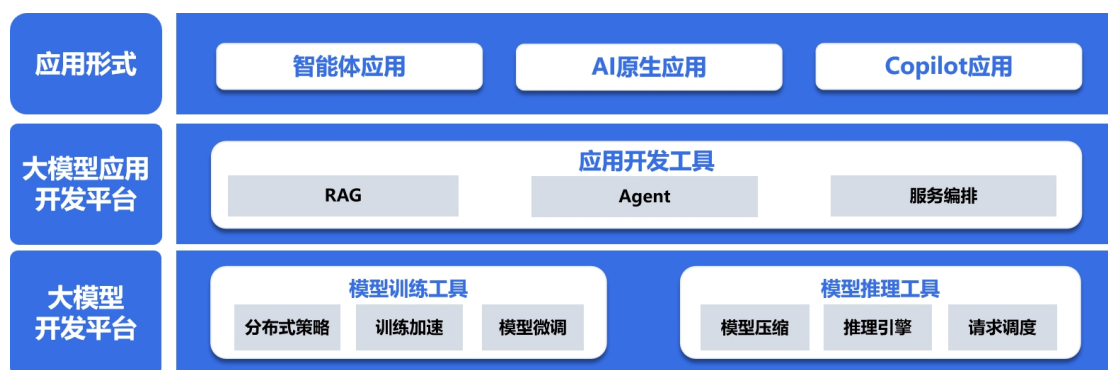 应用形式
智能体应用
AI原生应用
Copilot应用
大模型应用
开发平台
应用开发工具
RAG
Agent
服务编排
大模型
开发平台
模型训练工具
分布式策略
训练加速
模型微调
模型推理工具
模型压缩
推理引擎
请求调度